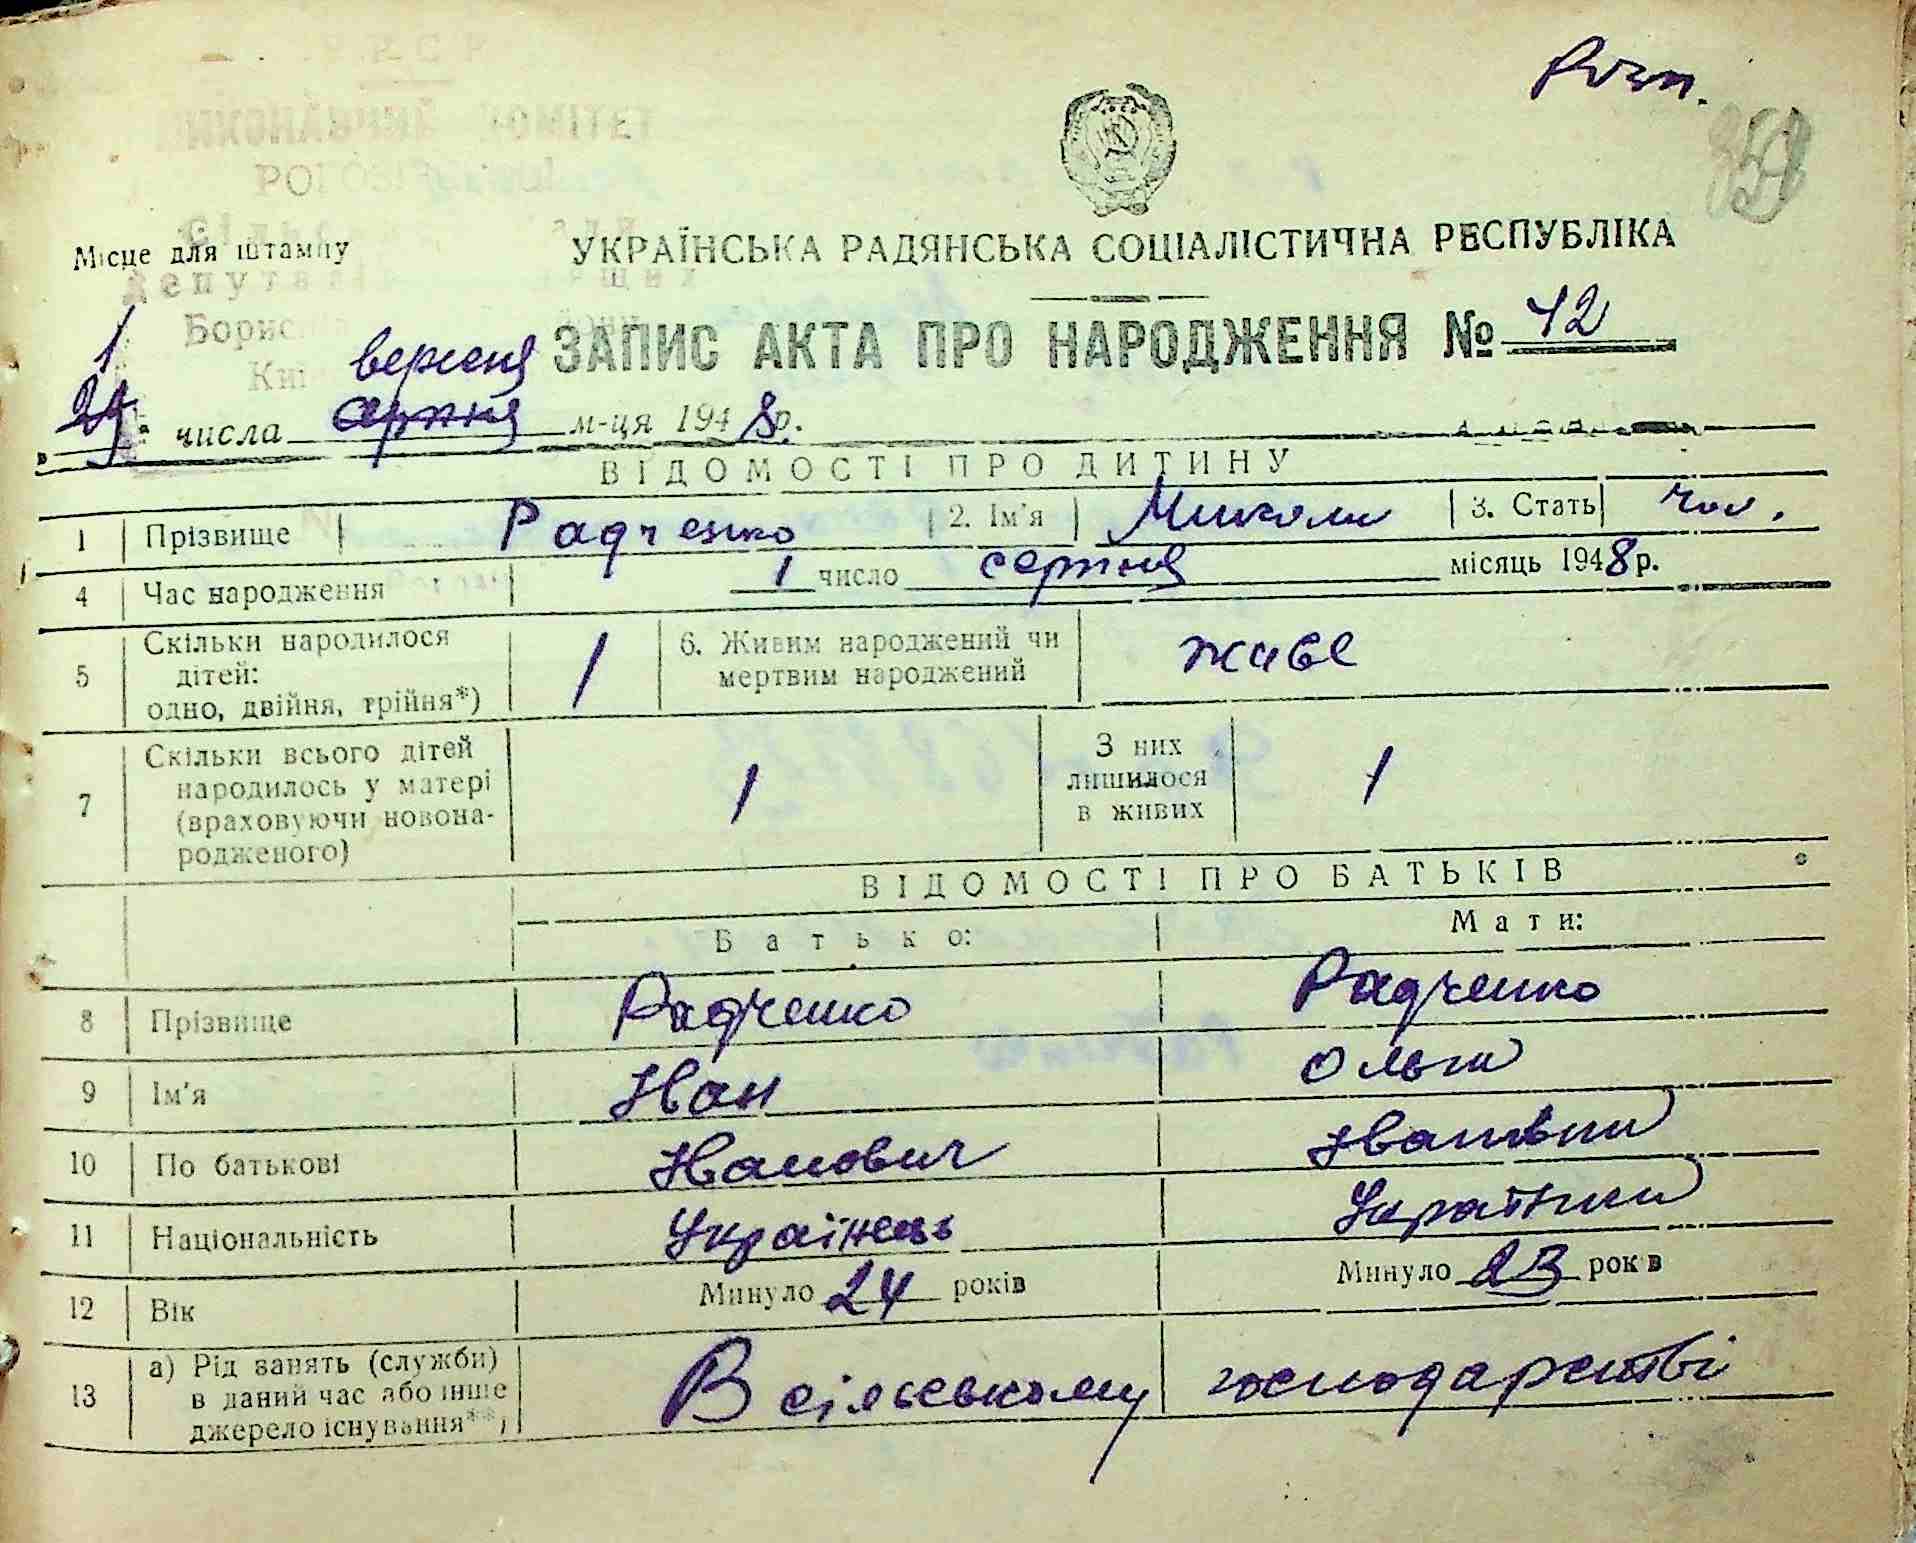 Розп.
ВИКОНАВЧИЙ КОМІТЕТ
Місце для штампу
УКРАЇНСЬКА РАДЯНСЬКА СОЦІАЛІСТИЧНА РЕСПУБЛІКА
ЗАПИС АКТА ПРО НАРОДЖЕННЯ № 42
1 вересня
числа серпня м-ця 1948 р.
ВІДОМОСТІ ПРО ДИТИНУ
1 Прізвище Радченко 2. Ім'я Микола 3. Стать чол.
4 Час народження 1 число серпня місяць 1948 р.
5 Скільки народилося дітей: одно, двійня, трійня*) 1 6. Живим народжений чи мертвим народжений живе
7 Скільки всього дітей народилось у матері (враховуючи новонародженого) 1 З них лишилося в живих 1
ВІДОМОСТІ ПРО БАТЬКІВ
Батько: Мати:
8 Прізвище Радченко Радченко
9 Ім'я Іван Ольга
10 По батькові Іванович Іванівна
11 Національність Українець Українка
12 Вік Минуло 24 років Минуло 23 років
13 а) Рід занять (служби) в даний час або інше джерело існування**) В сільському господарстві